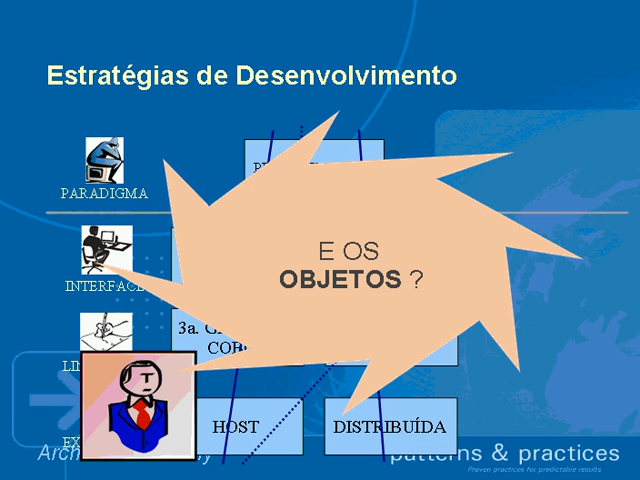 Estratégias de Desenvolvimento
PARADIGMA
E OS
OBJETOS ?
INTERFACE
3a.
HOST
DISTRIBUÍDA
patterns & practices
Proven practices for predictable results